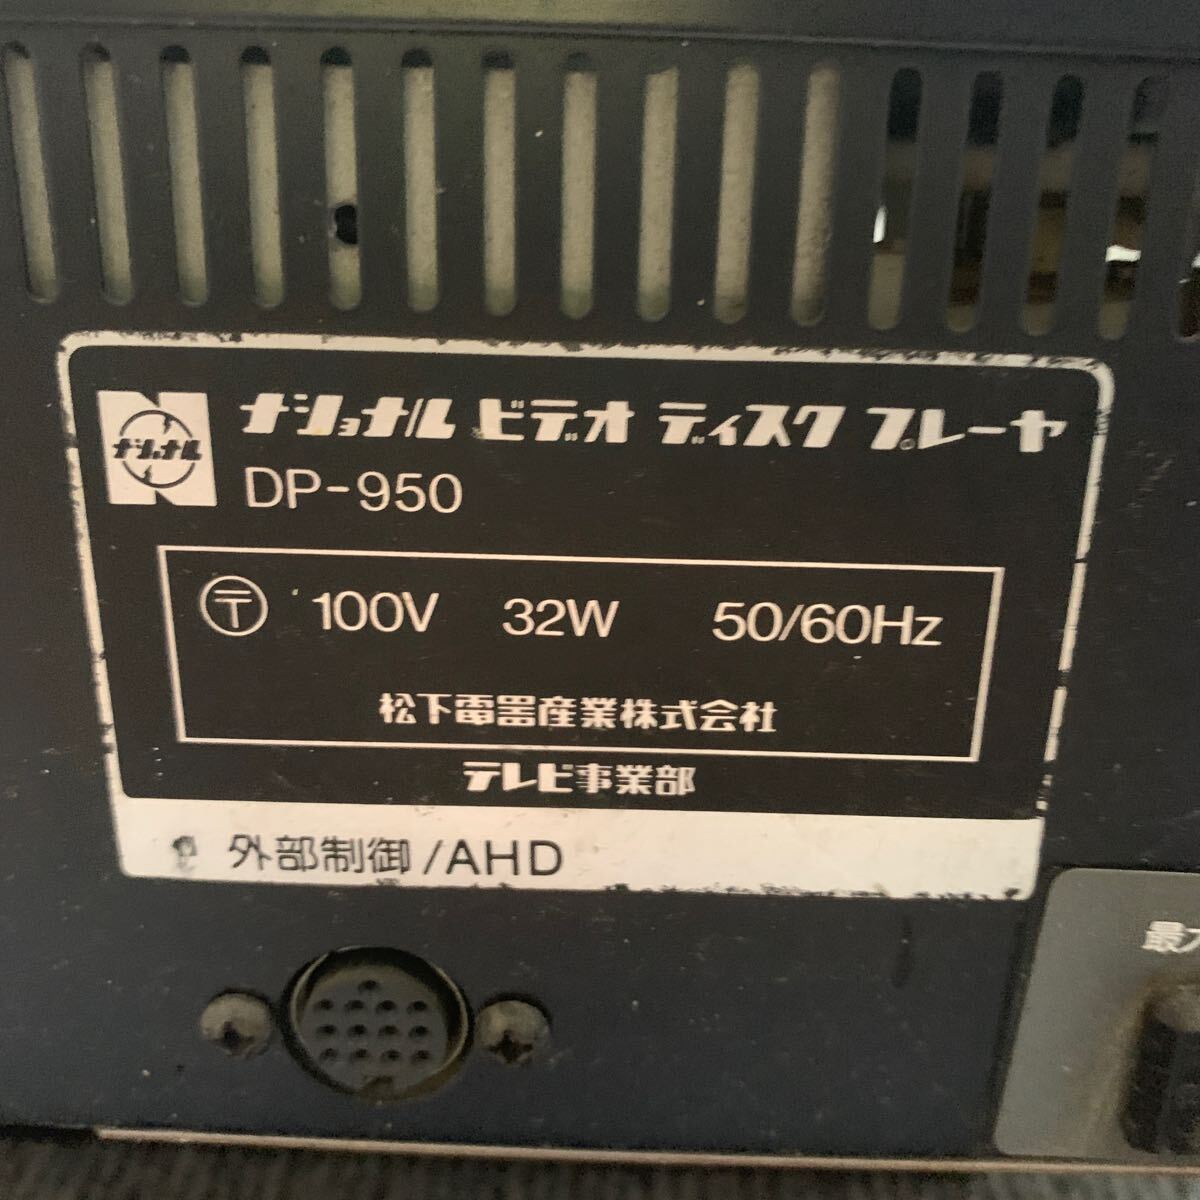 ナショナル
ナショナル ビデオ ディスク プレーヤ
DP-950
〒 100V 32W 50/60Hz
松下電器産業株式会社
テレビ事業部
外部制御/AHD
最大